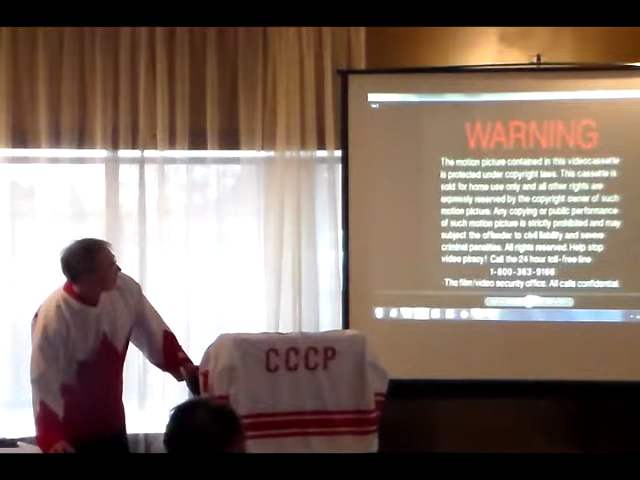 WARNING
The motion picture contained in this videocassette
is protected under copyright laws. This cassette is
sold for home use only and all other rights are
expressly reserved by the copyright owner of such
motion picture. Any copying or public performance
of such motion picture is strictly prohibited and may
subject the offender to civil liability and severe
criminal penalties. All rights reserved. Help stop
video piracy! Call the 24 hour toll-free line
1-800-363-9166
The film/video security office. All calls confidential.
CCCP